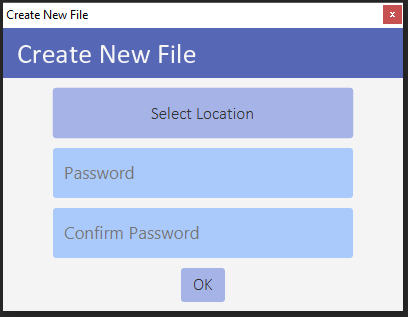 Create New File
x
Create New File
Select Location
Password
Confirm Password
OK